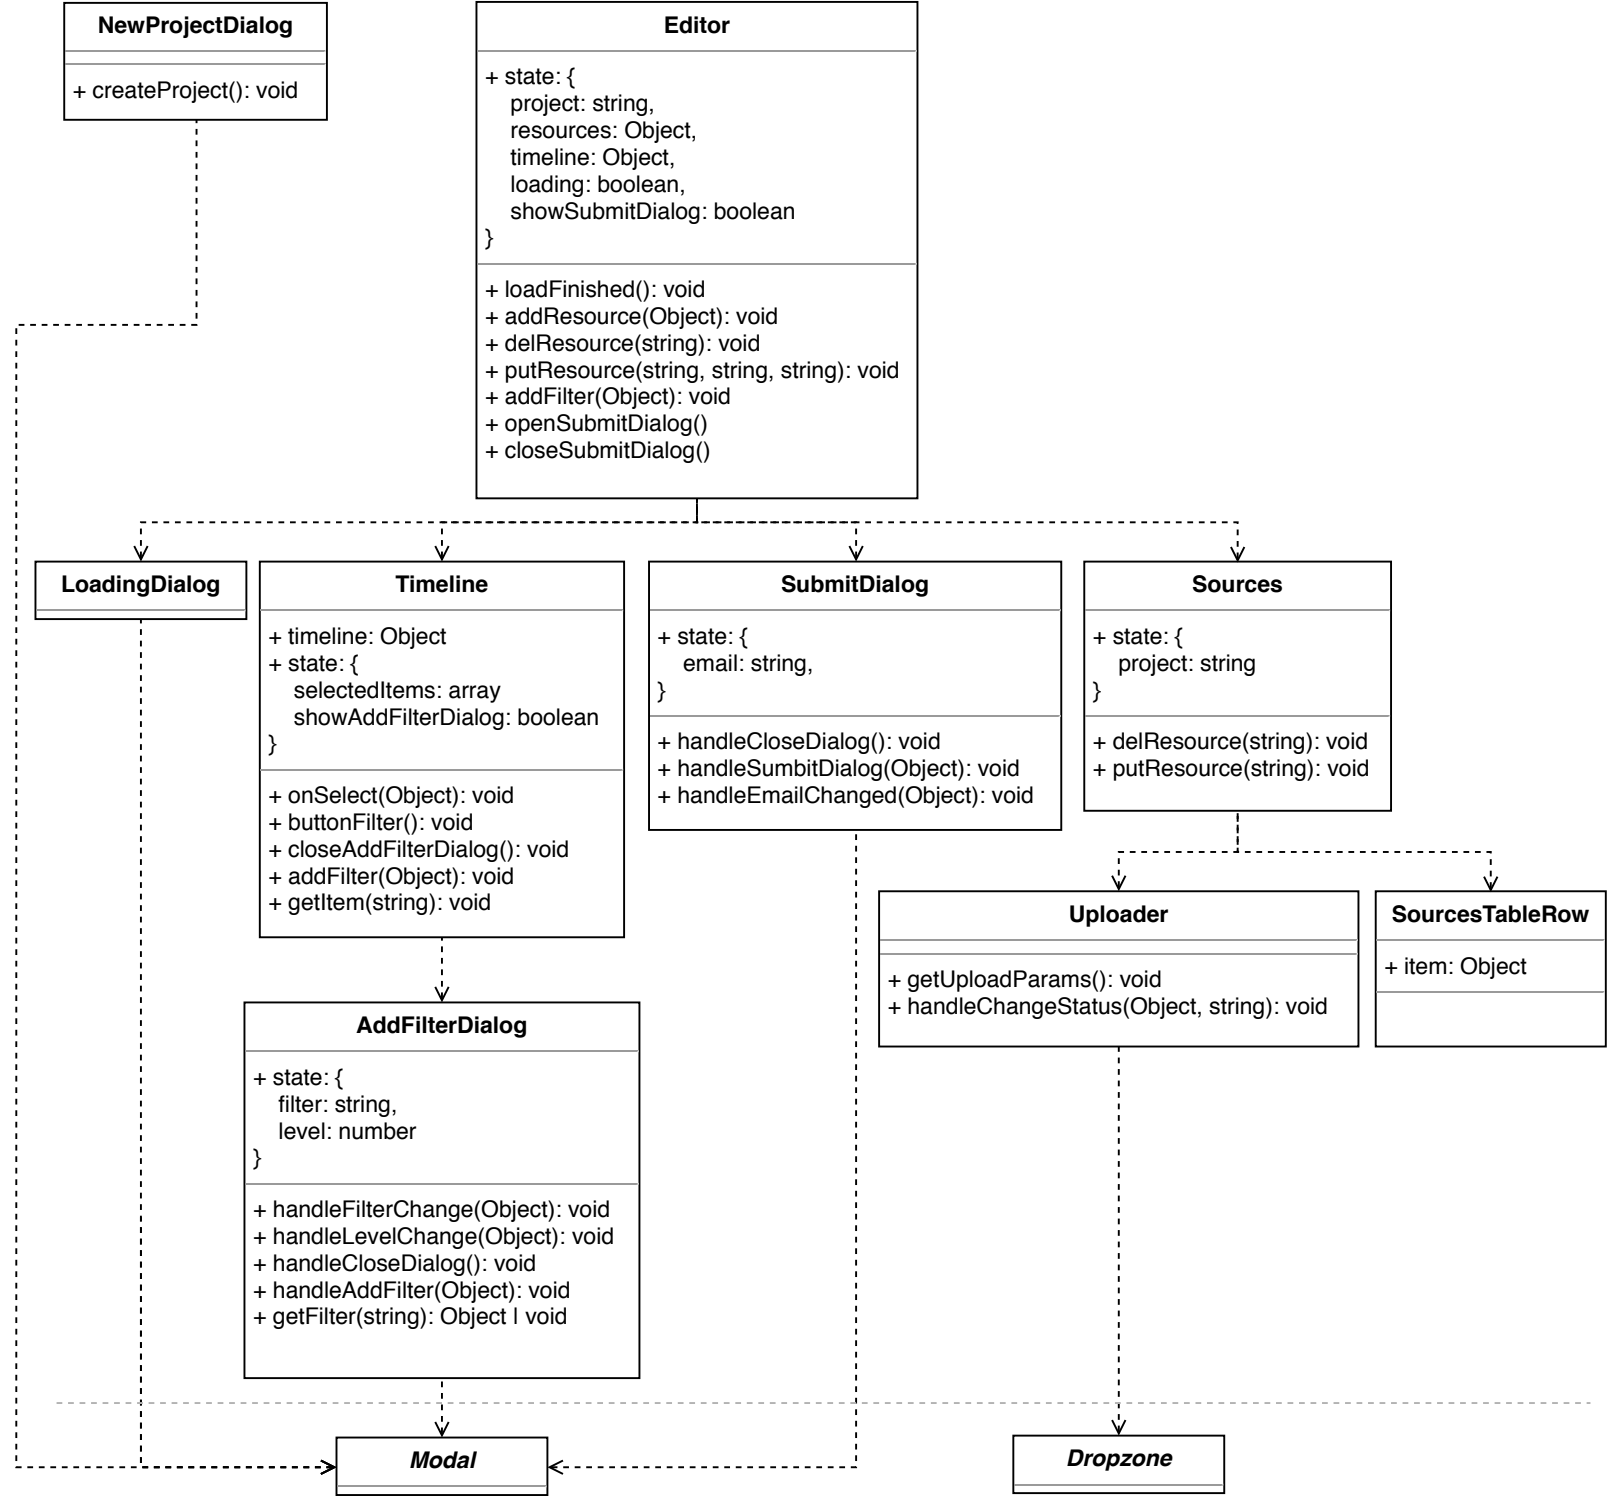 NewProjectDialog
+ createProject(): void
Editor
+ state: {
project: string,
resources: Object,
timeline: Object,
loading: boolean,
showSubmitDialog: boolean
}
+ loadFinished(): void
+ addResource(Object): void
+ delResource(string): void
+ putResource(string, string, string): void
+ addFilter(Object): void
+ openSubmitDialog()
+ closeSubmitDialog()
LoadingDialog
Timeline
+ timeline: Object
+ state: {
selectedItems: array
showAddFilterDialog: boolean
}
+ onSelect(Object): void
+ buttonFilter(): void
+ closeAddFilterDialog(): void
+ addFilter(Object): void
+ getItem(string): void
SubmitDialog
+ state: {
email: string,
}
+ handleCloseDialog(): void
+ handleSumbitDialog(Object): void
+ handleEmailChanged(Object): void
Sources
+ state: {
project: string
}
+ delResource(string): void
+ putResource(string): void
Uploader
+ getUploadParams(): void
+ handleChangeStatus(Object, string): void
SourcesTableRow
+ item: Object
AddFilterDialog
+ state: {
filter: string,
level: number
}
+ handleFilterChange(Object): void
+ handleLevelChange(Object): void
+ handleCloseDialog(): void
+ handleAddFilter(Object): void
+ getFilter(string): Object | void
Modal
Dropzone